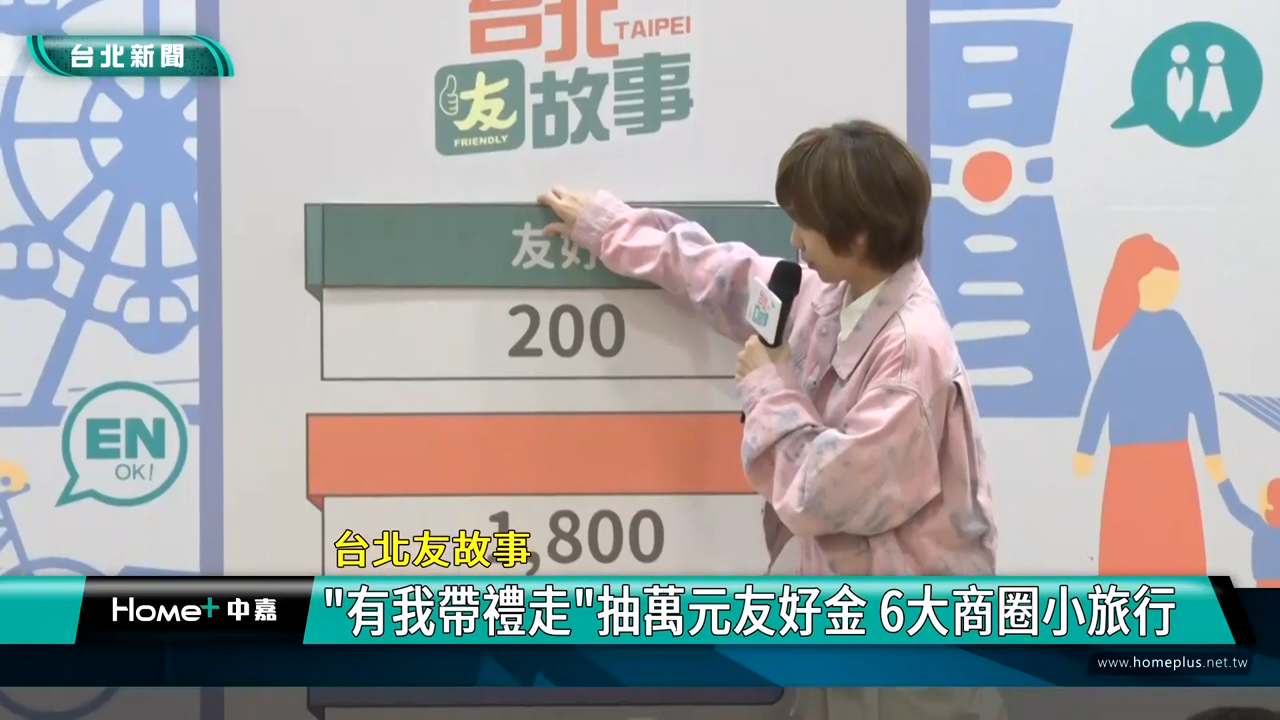 台北新聞
台北 TAIPEI
友 故事
FRIENDLY
友好
200
EN
OK!
1,800
台北友故事
Home+ 中嘉
"有我帶禮走"抽萬元友好金 6大商圈小旅行
www.homeplus.net.tw